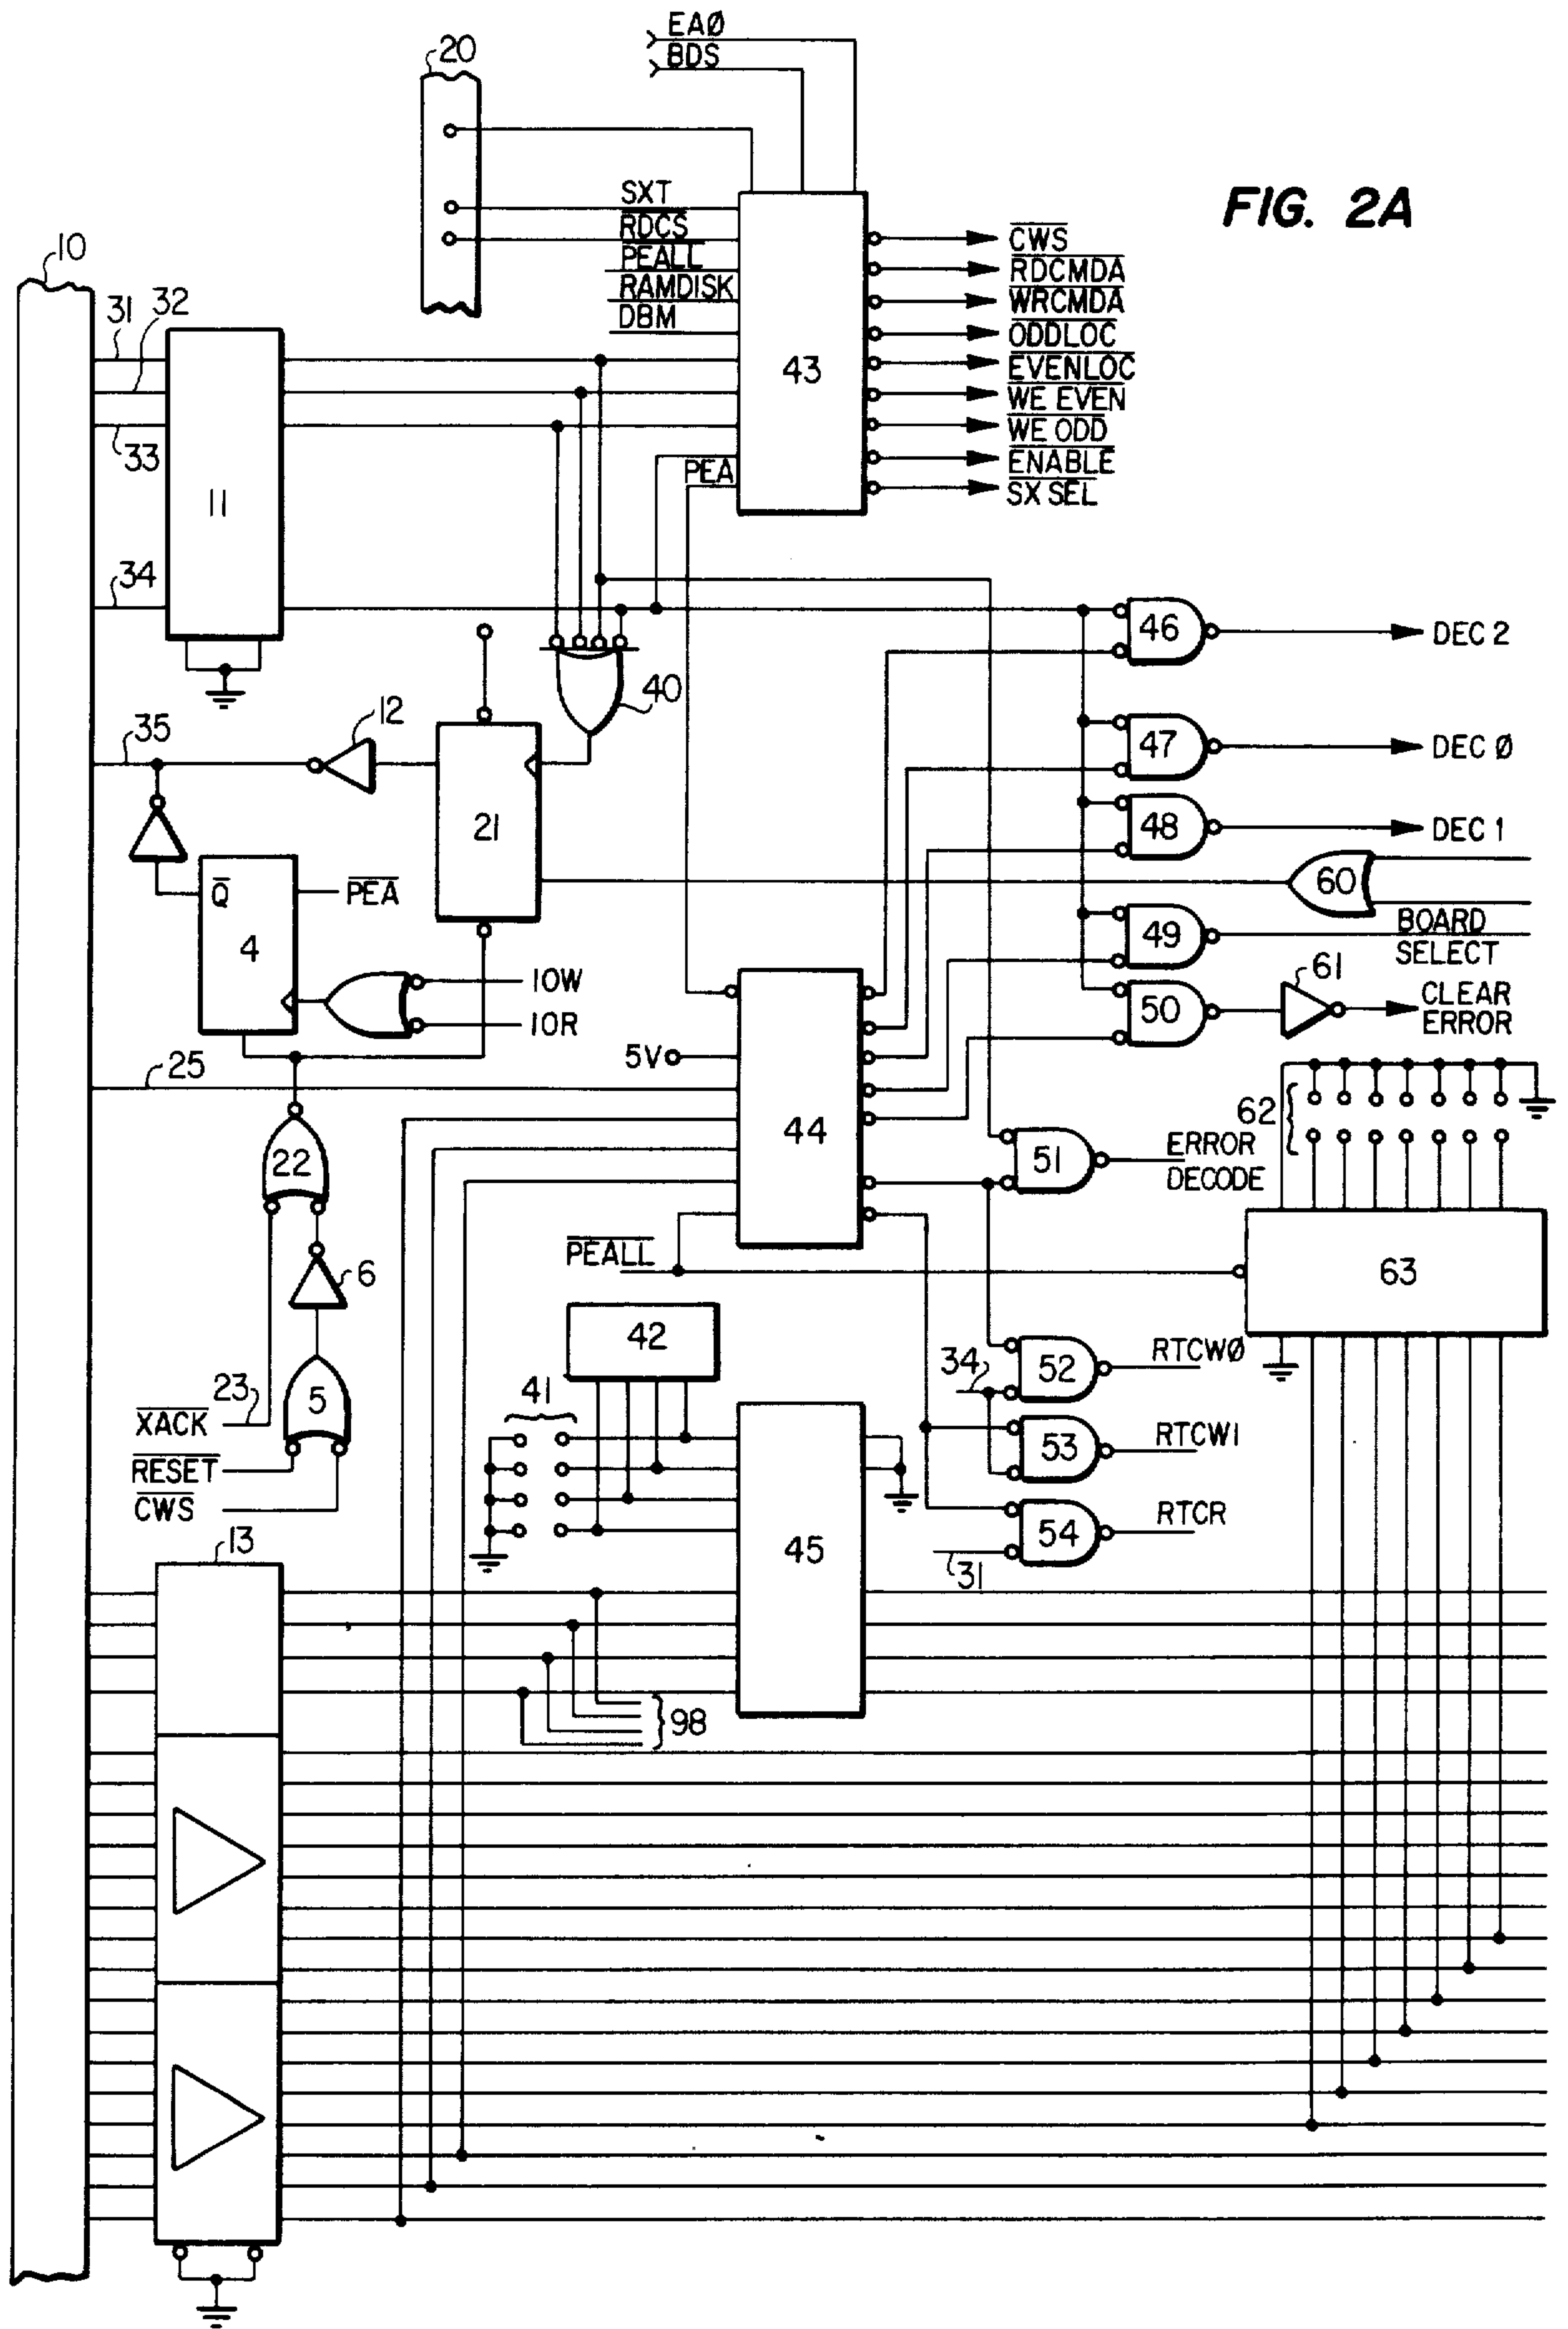 EAØ
BDS
20
FIG. 2A
SXT
RDCS
PEALL
RAMDISK
DBM
CWS
RDCMDA
WRCMDA
ODDLOC
EVENLOC
WE EVEN
WE ODD
ENABLE
SX SEL
10
31
32
33
11
43
PEA
34
40
46
DEC 2
12
35
47
DEC Ø
21
48
DEC 1
Q
PEA
60
4
49
BOARD
SELECT
IOW
IOR
61
50
CLEAR
ERROR
5V
25
62
44
51
ERROR
DECODE
22
PEALL
63
6
42
34
52
RTCWØ
23
XACK
5
41
53
RTCW1
RESET
CWS
54
RTCR
13
45
31
98